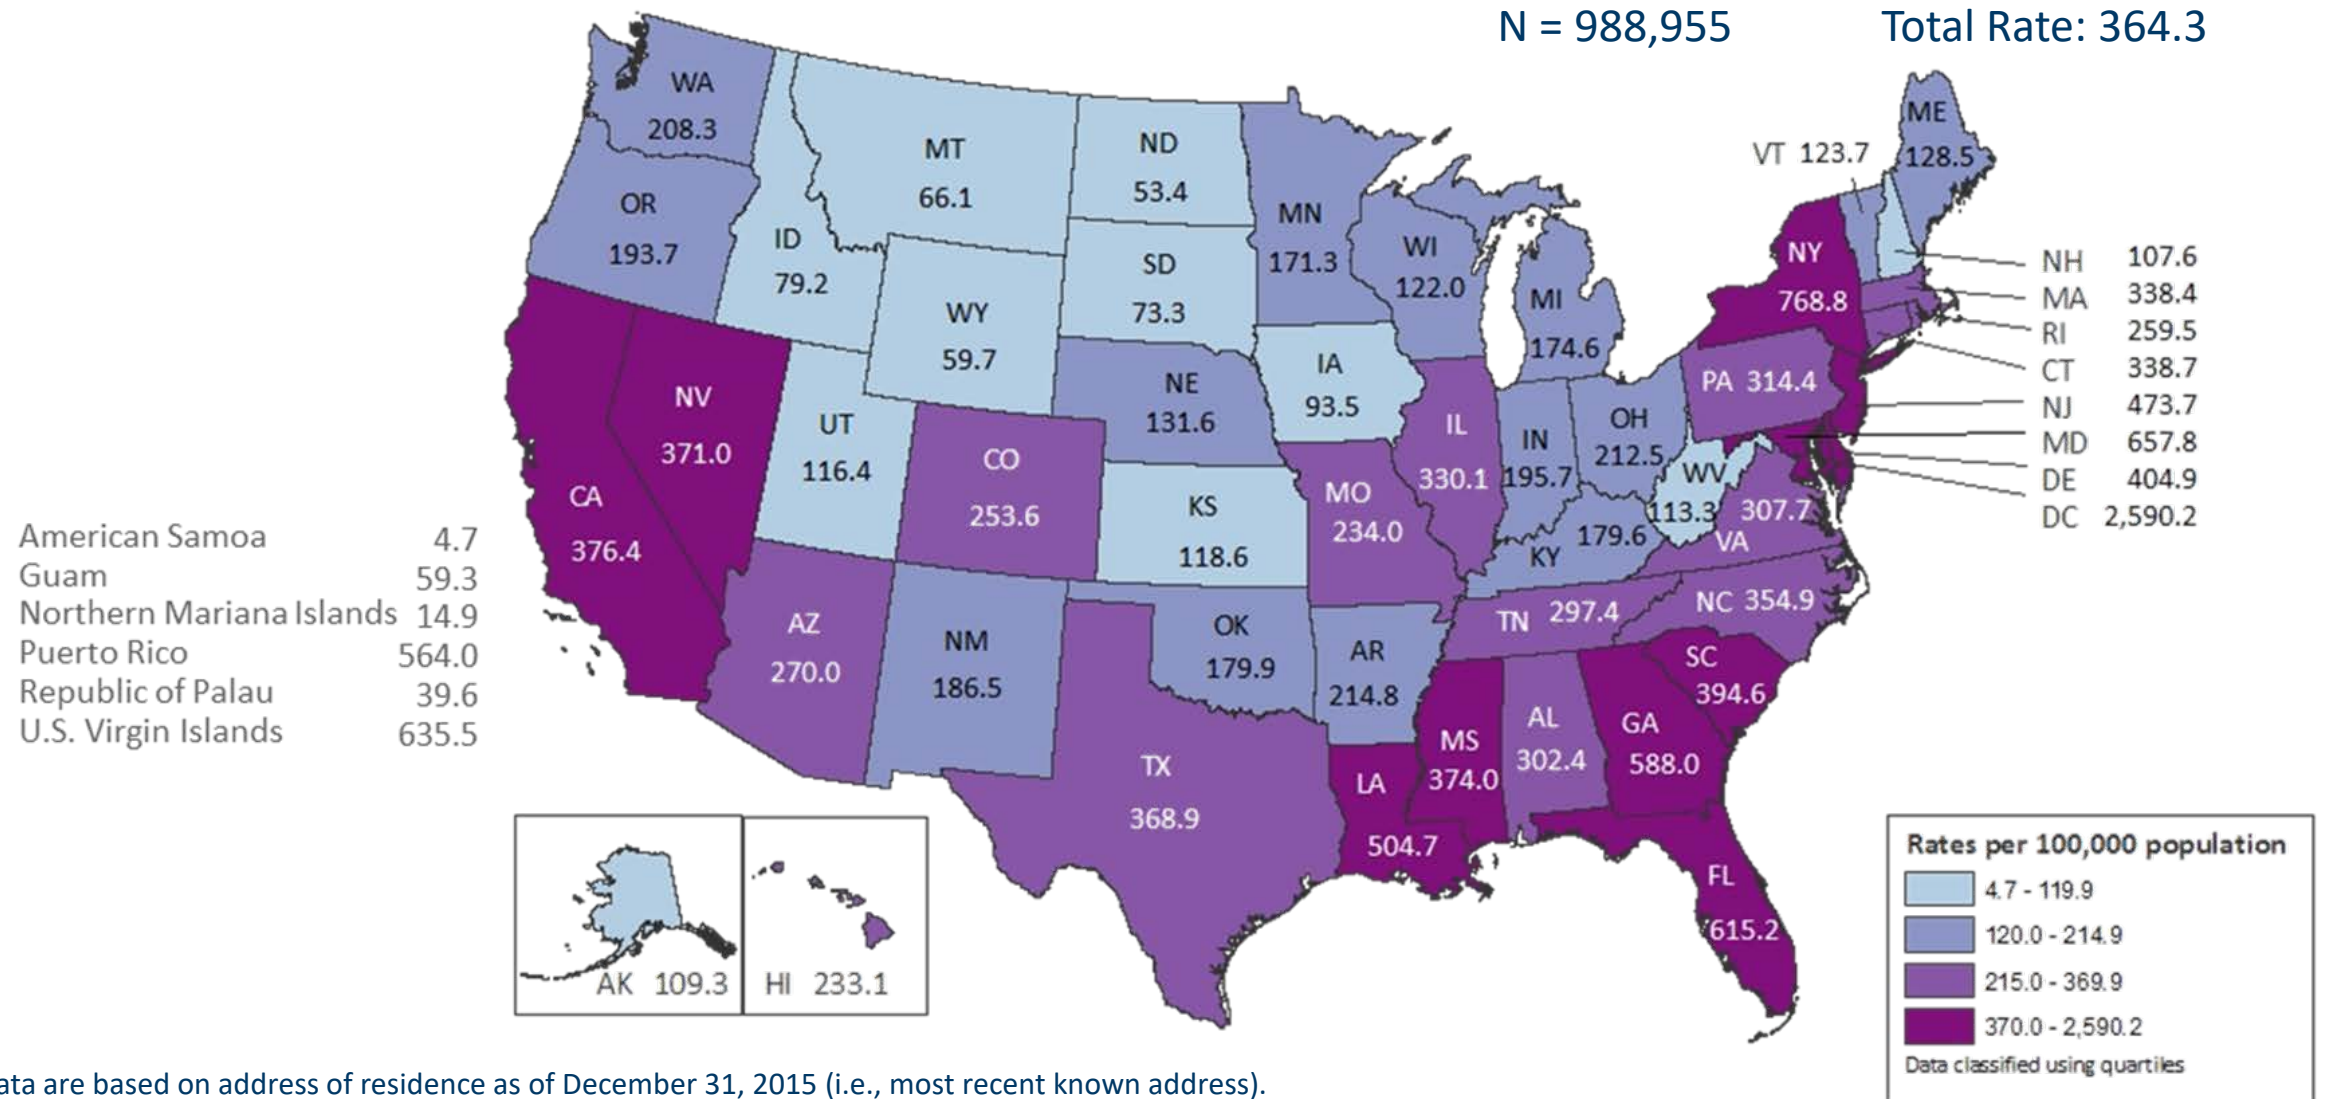 N = 988,955 Total Rate: 364.3
WA
208.3
OR
193.7
CA
376.4
NV
371.0
ID
79.2
MT
66.1
WY
59.7
UT
116.4
CO
253.6
AZ
270.0
NM
186.5
ND
53.4
SD
73.3
NE
131.6
KS
118.6
OK
179.9
TX
368.9
MN
171.3
IA
93.5
MO
234.0
AR
214.8
LA
504.7
WI
122.0
IL
330.1
MI
174.6
IN
195.7
OH
212.5
KY 179.6
TN 297.4
MS
374.0
AL
302.4
GA
588.0
FL
615.2
SC
394.6
NC 354.9
307.7
VA
WV
113.3
PA 314.4
NY
768.8
VT 123.7
ME
128.5
NH 107.6
MA 338.4
RI 259.5
CT 338.7
NJ 473.7
MD 657.8
DE 404.9
DC 2,590.2
American Samoa 4.7
Guam 59.3
Northern Mariana Islands 14.9
Puerto Rico 564.0
Republic of Palau 39.6
U.S. Virgin Islands 635.5
AK 109.3
HI 233.1
Rates per 100,000 population
4.7 - 119.9
120.0 - 214.9
215.0 - 369.9
370.0 - 2,590.2
Data classified using quartiles
ata are based on address of residence as of December 31, 2015 (i.e., most recent known address).